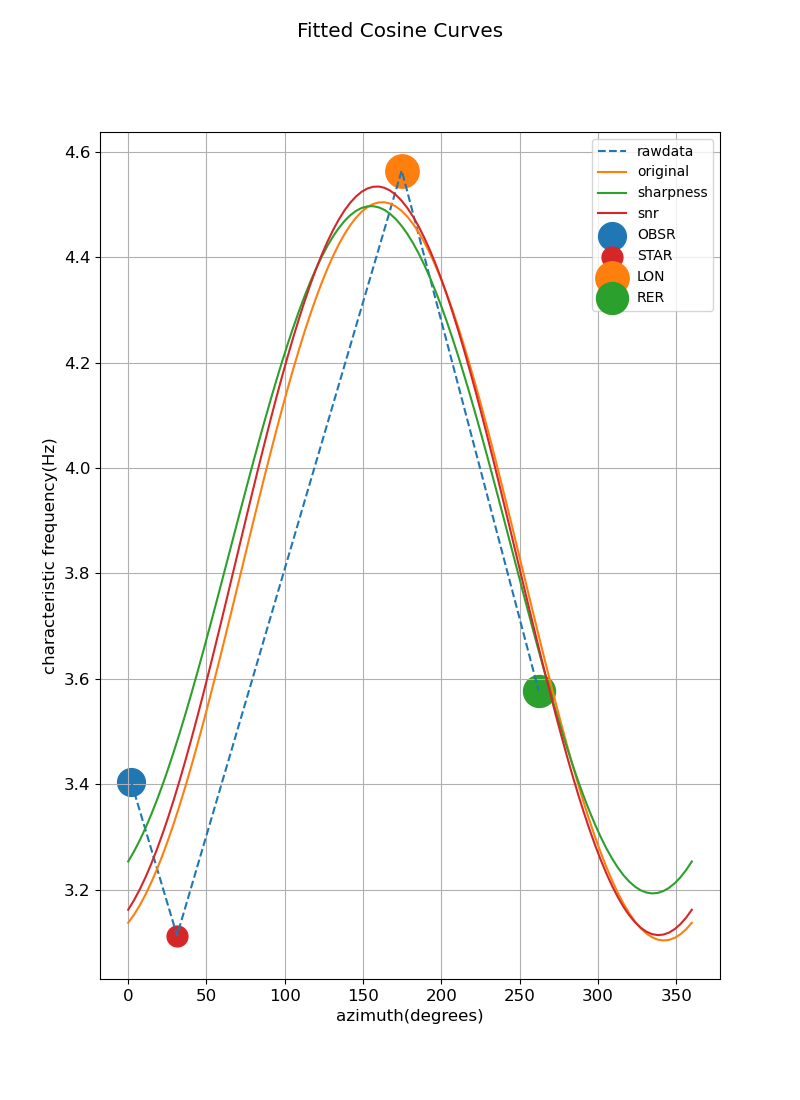 Fitted Cosine Curves
4.6
4.4
4.2
4.0
3.8
3.6
3.4
3.2
characteristic frequency(Hz)
rawdata
original
sharpness
snr
OBSR
STAR
LON
RER
0 50 100 150 200 250 300 350
azimuth(degrees)